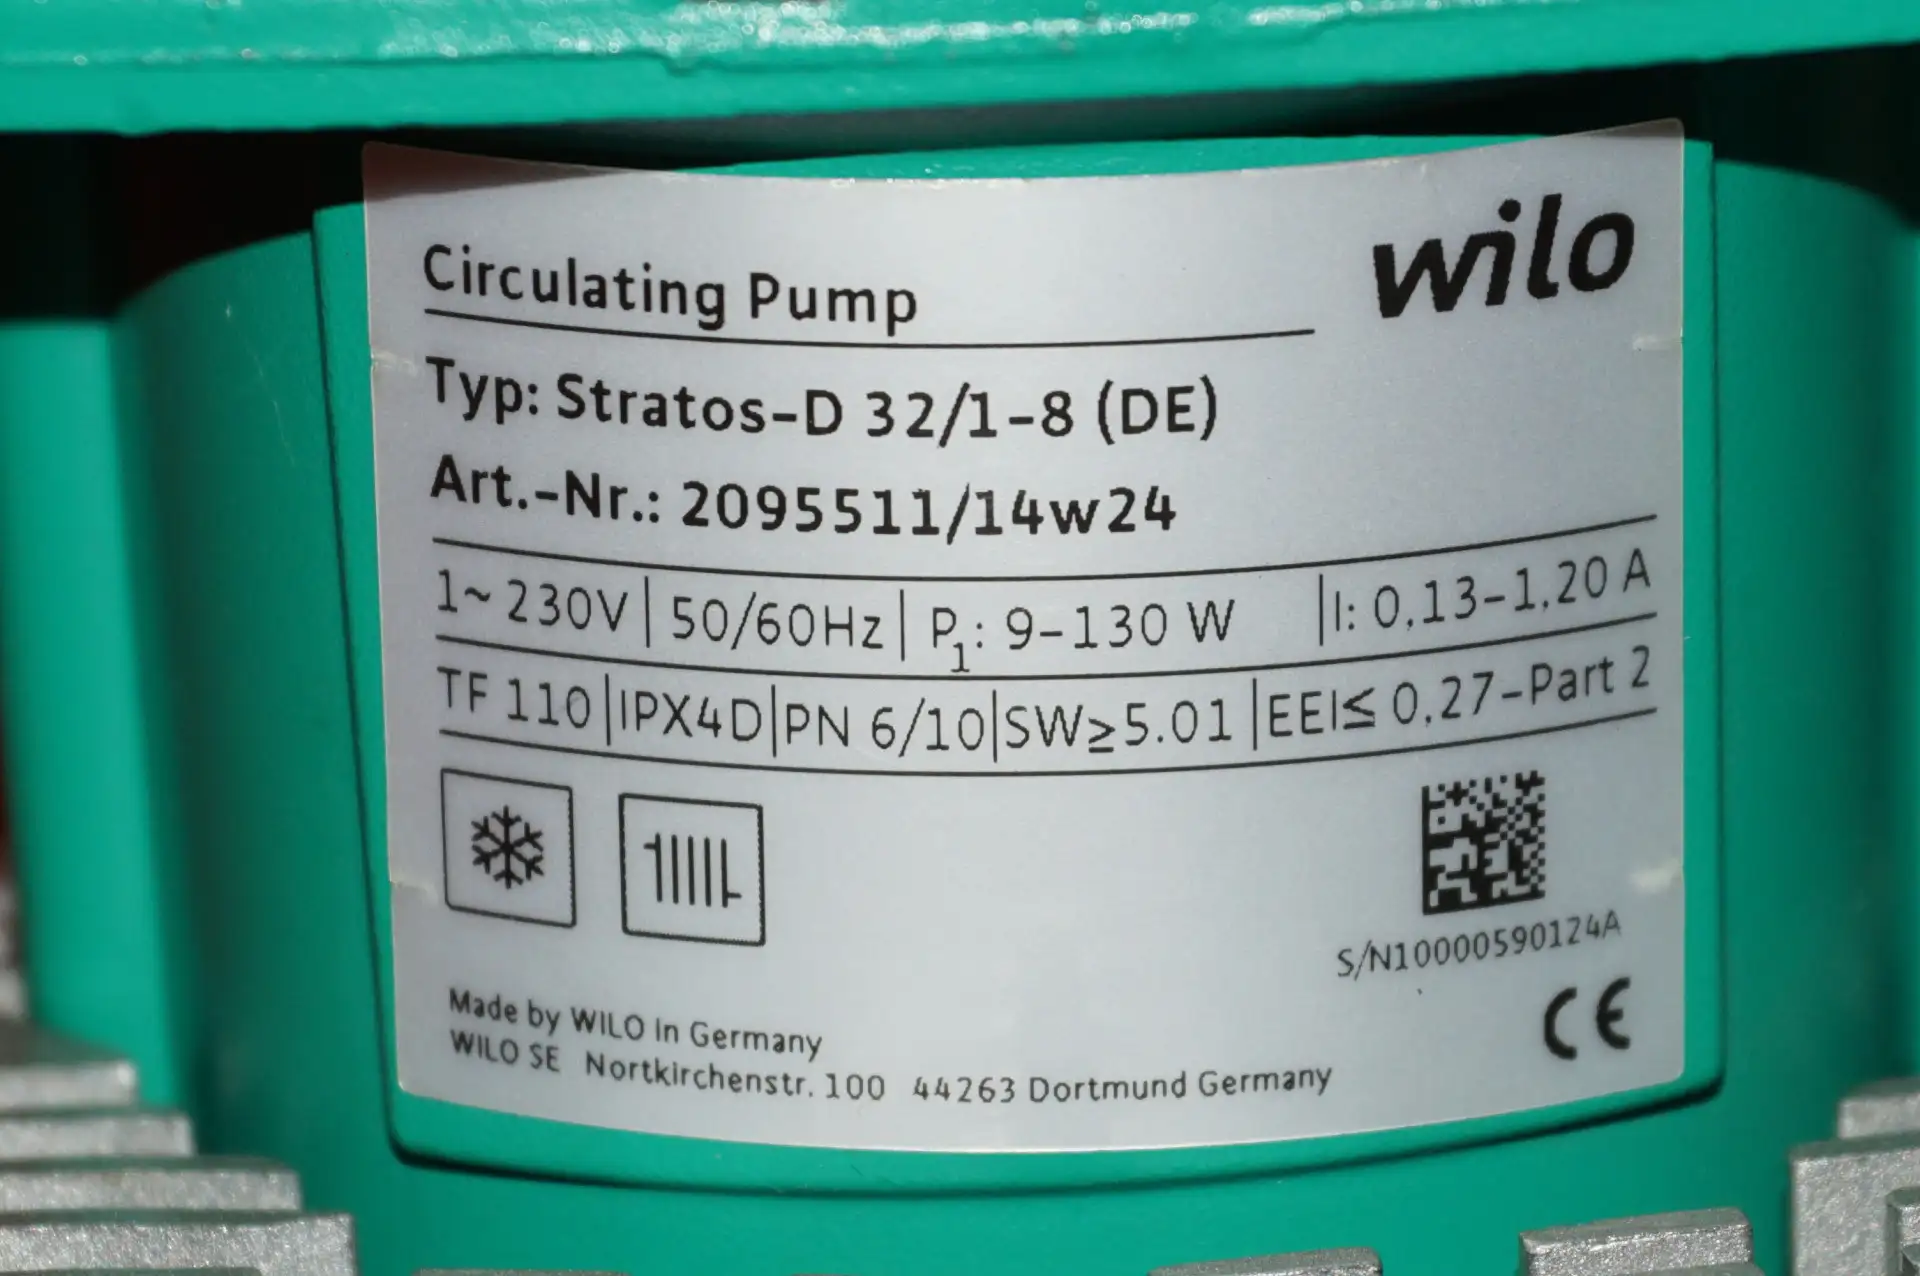 wilo
Circulating Pump
Typ: Stratos-D 32/1-8 (DE)
Art.-Nr.: 2095511/14w24
1~ 230V | 50/60Hz | P1: 9-130 W | I: 0,13-1,20 A
TF 110 | IPX4D | PN 6/10 | SW≥5.01 | EEI≤ 0,27-Part 2
S/N10000590124A
CE
Made by WILO in Germany
WILO SE Nortkirchenstr. 100 44263 Dortmund Germany